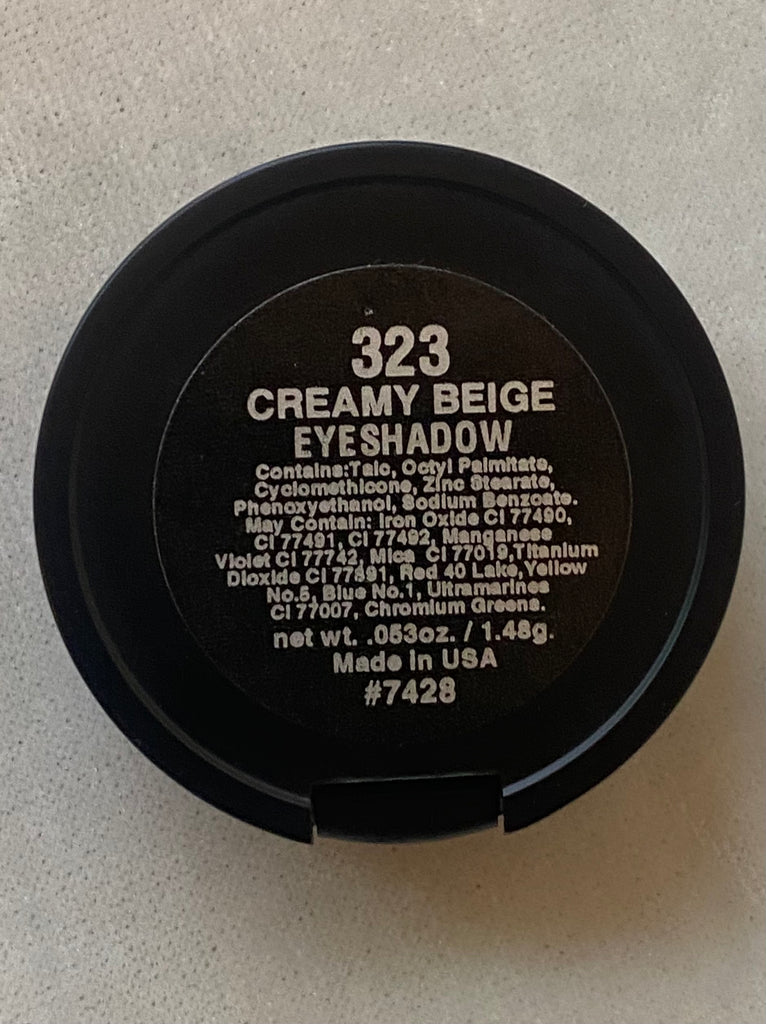 323
CREAMY BEIGE
EYESHADOW
Contains:Talc, Octyl Palmitate,
Cyclomethicone, Zinc Stearate,
Phenoxyethanol, Sodium Benzoate.
May Contain: Iron Oxide CI 77490,
CI 77491, CI 77492, Manganese
Violet CI 77742, Mica CI 77019,Titanium
Dioxide CI 77891, Red 40 Lake,Yellow
No.5, Blue No.1, Ultramarines
CI 77007, Chromium Greens.
net wt. .053oz. / 1.48g.
Made in USA
#7428